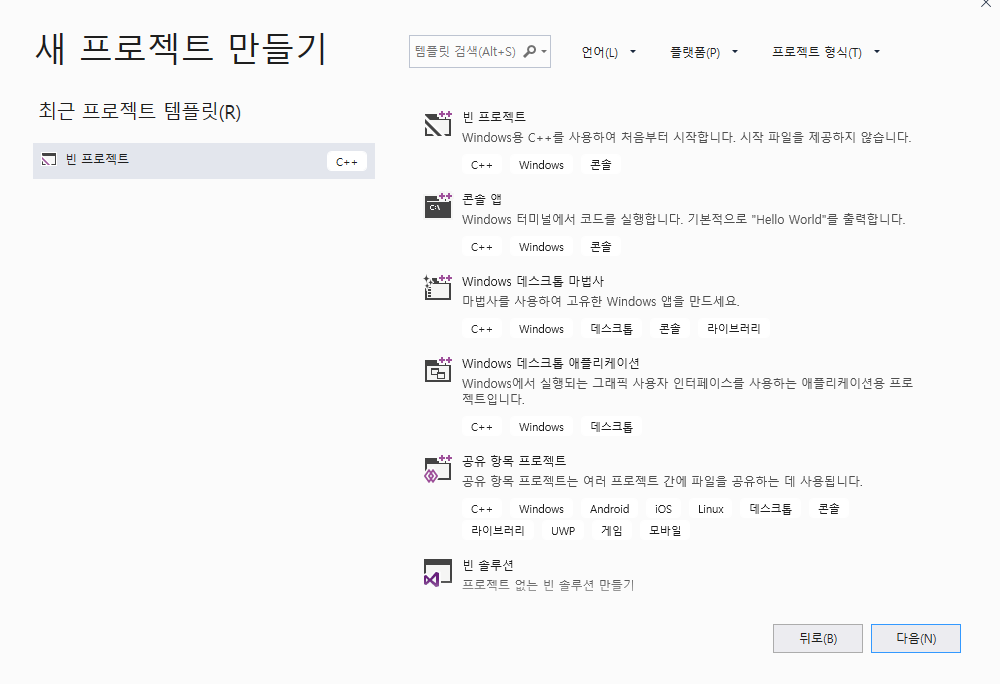 새 프로젝트 만들기
템플릿 검색(Alt+S)
언어(L) 플랫폼(P) 프로젝트 형식(T)
최근 프로젝트 템플릿(R)
빈 프로젝트 C++
빈 프로젝트
Windows용 C++를 사용하여 처음부터 시작합니다. 시작 파일을 제공하지 않습니다.
C++ Windows 콘솔
콘솔 앱
Windows 터미널에서 코드를 실행합니다. 기본적으로 "Hello World"를 출력합니다.
C++ Windows 콘솔
Windows 데스크톱 마법사
마법사를 사용하여 고유한 Windows 앱을 만드세요.
C++ Windows 데스크톱 콘솔 라이브러리
Windows 데스크톱 애플리케이션
Windows에서 실행되는 그래픽 사용자 인터페이스를 사용하는 애플리케이션용 프로
젝트입니다.
C++ Windows 데스크톱
공유 항목 프로젝트
공유 항목 프로젝트는 여러 프로젝트 간에 파일을 공유하는 데 사용됩니다.
C++ Windows Android iOS Linux 데스크톱 콘솔
라이브러리 UWP 게임 모바일
빈 솔루션
프로젝트 없는 빈 솔루션 만들기
뒤로(B) 다음(N)